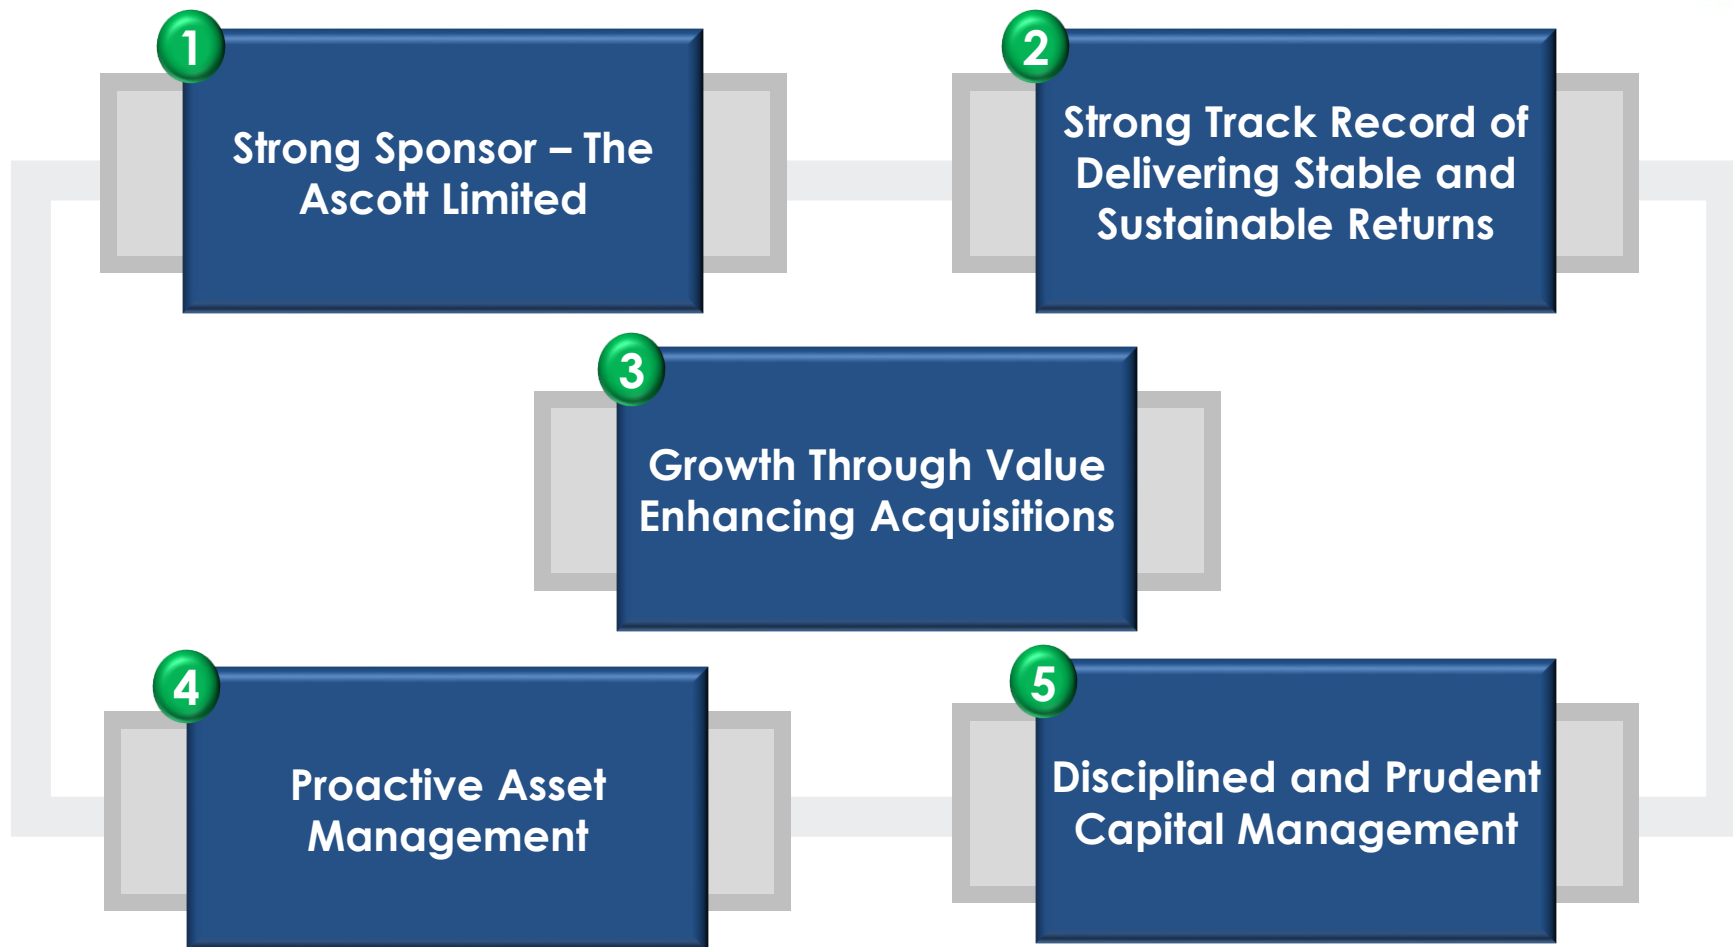 1
Strong Sponsor – The
Ascott Limited
2
Strong Track Record of
Delivering Stable and
Sustainable Returns
3
Growth Through Value
Enhancing Acquisitions
4
Proactive Asset
Management
5
Disciplined and Prudent
Capital Management